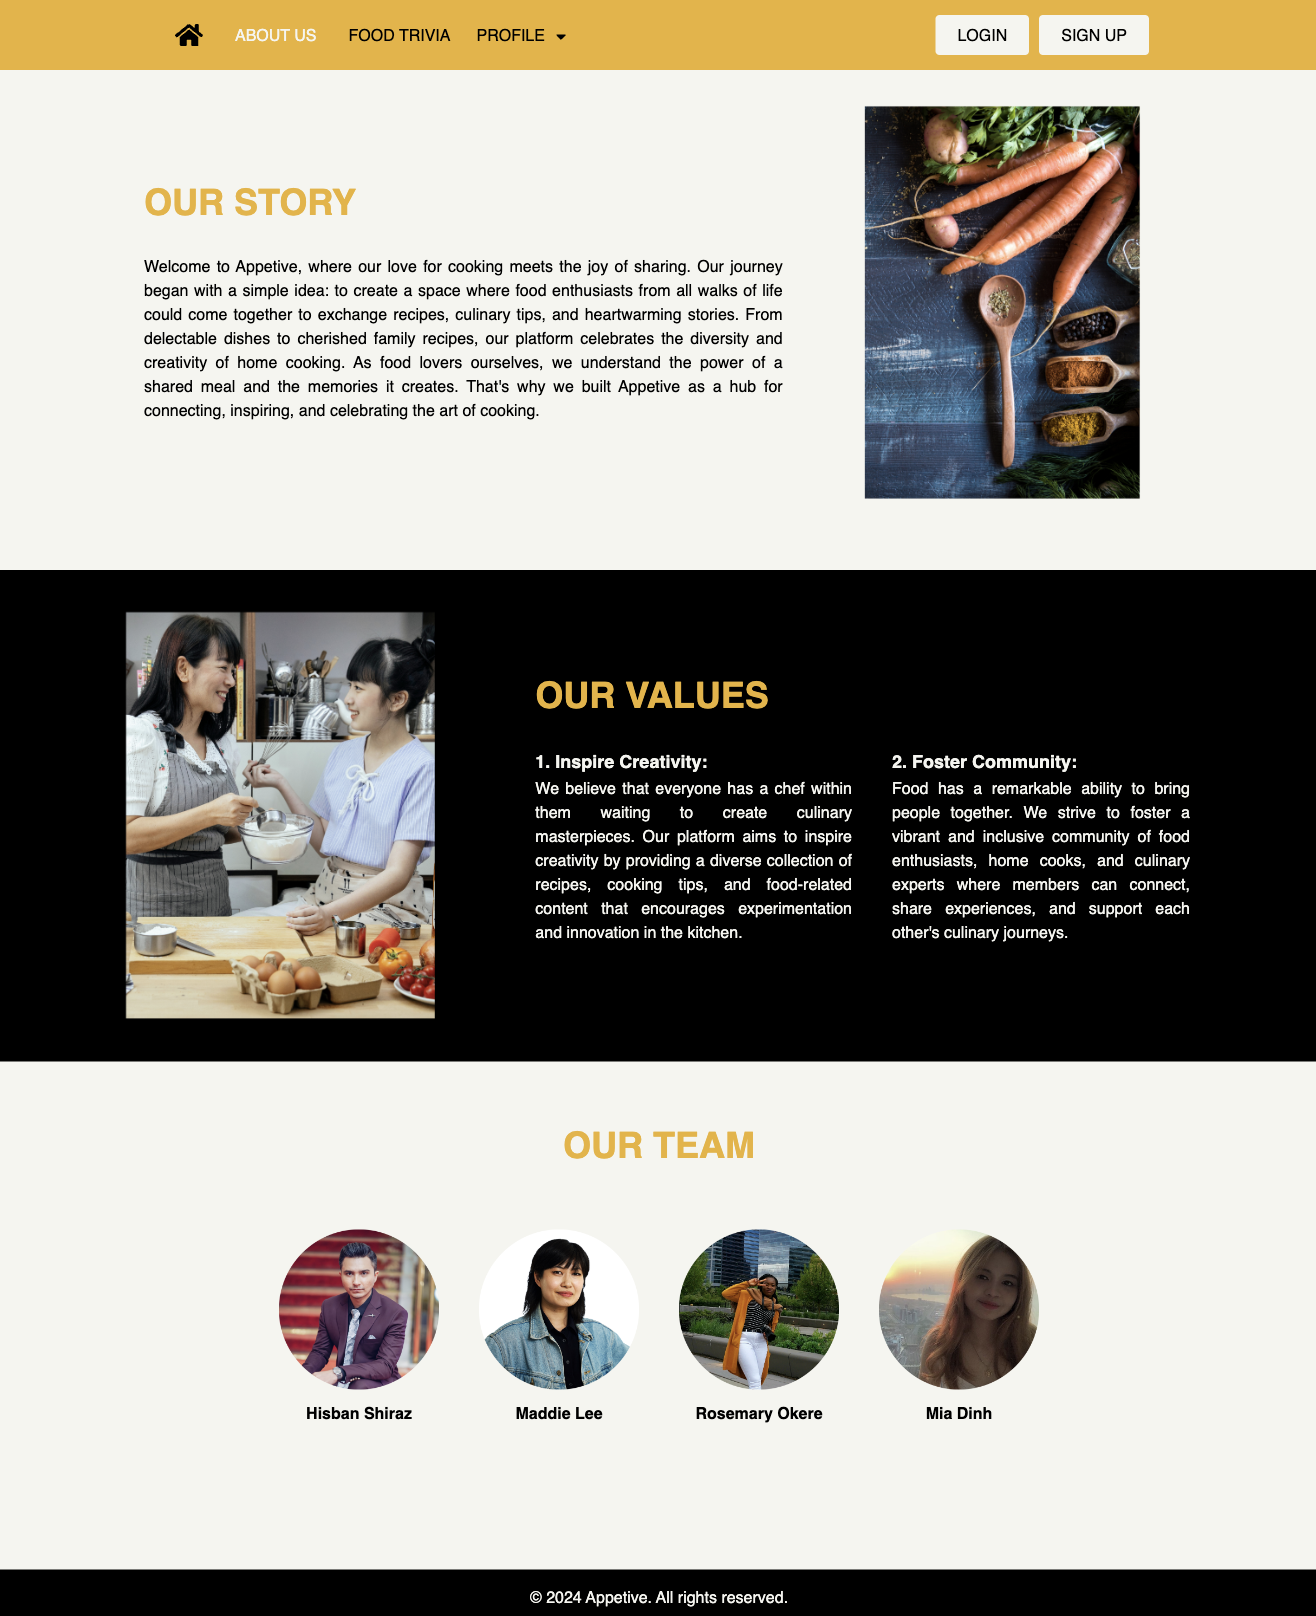 ABOUT US FOOD TRIVIA PROFILE LOGIN SIGN UP
OUR STORY
Welcome to Appetive, where our love for cooking meets the joy of sharing. Our journey
began with a simple idea: to create a space where food enthusiasts from all walks of life
could come together to exchange recipes, culinary tips, and heartwarming stories. From
delectable dishes to cherished family recipes, our platform celebrates the diversity and
creativity of home cooking. As food lovers ourselves, we understand the power of a
shared meal and the memories it creates. That's why we built Appetive as a hub for
connecting, inspiring, and celebrating the art of cooking.
OUR VALUES
1. Inspire Creativity:
We believe that everyone has a chef within
them waiting to create culinary
masterpieces. Our platform aims to inspire
creativity by providing a diverse collection of
recipes, cooking tips, and food-related
content that encourages experimentation
and innovation in the kitchen.
2. Foster Community:
Food has a remarkable ability to bring
people together. We strive to foster a
vibrant and inclusive community of food
enthusiasts, home cooks, and culinary
experts where members can connect,
share experiences, and support each
other's culinary journeys.
OUR TEAM
Hisban Shiraz
Maddie Lee
Rosemary Okere
Mia Dinh
© 2024 Appetive. All rights reserved.